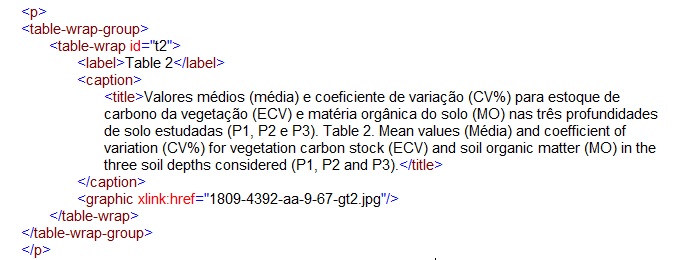 <p>
<table-wrap-group>
<table-wrap id="t2">
<label>Table 2</label>
<caption>
<title>Valores médios (média) e coeficiente de variação (CV%) para estoque de
carbono da vegetação (ECV) e matéria orgânica do solo (MO) nas três profundidades
de solo estudadas (P1, P2 e P3). Table 2. Mean values (Média) and coefficient of
variation (CV%) for vegetation carbon stock (ECV) and soil organic matter (MO) in the
three soil depths considered (P1, P2 and P3).</title>
</caption>
<graphic xlink:href="1809-4392-aa-9-67-gt2.jpg"/>
</table-wrap>
</table-wrap-group>
</p>